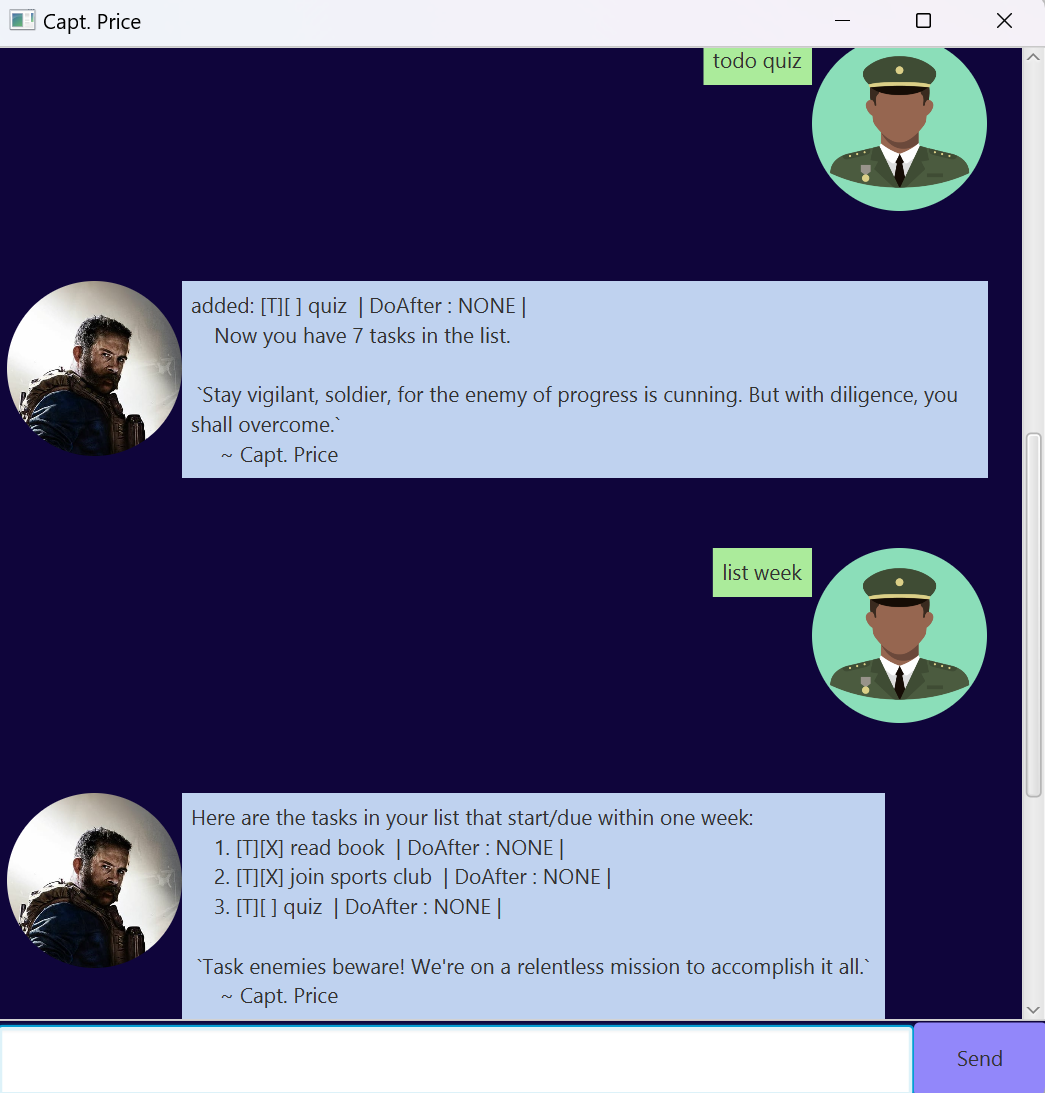 Capt. Price
todo quiz
added: [T][ ] quiz  | DoAfter : NONE |
Now you have 7 tasks in the list.
`Stay vigilant, soldier, for the enemy of progress is cunning. But with diligence, you
shall overcome.`
~ Capt. Price
list week
Here are the tasks in your list that start/due within one week:
1. [T][X] read book  | DoAfter : NONE |
2. [T][X] join sports club  | DoAfter : NONE |
3. [T][ ] quiz  | DoAfter : NONE |
`Task enemies beware! We're on a relentless mission to accomplish it all.`
~ Capt. Price
Send